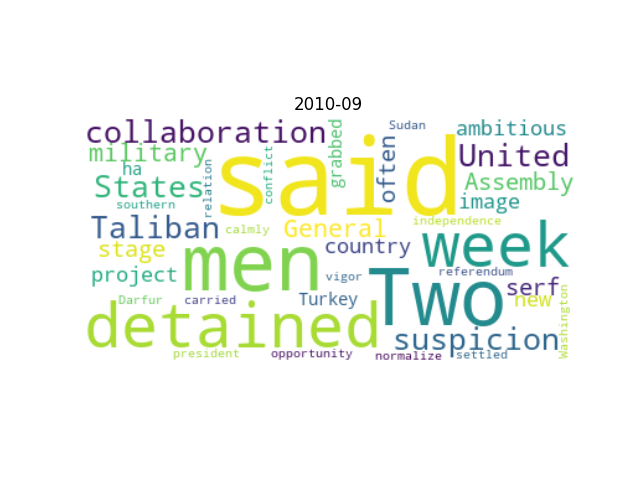 2010-09
collaboration
said
grabbed
Sudan
ambitious
military
ha
conflict
often
United
States
relation
Assembly
southern
image
Taliban
calmly
General
independence
stage
men
country
week
project
vigor
Two
referendum
serf
Darfur
carried
Turkey
new
detained
suspicion
Washington
president
opportunity
normalize
settled